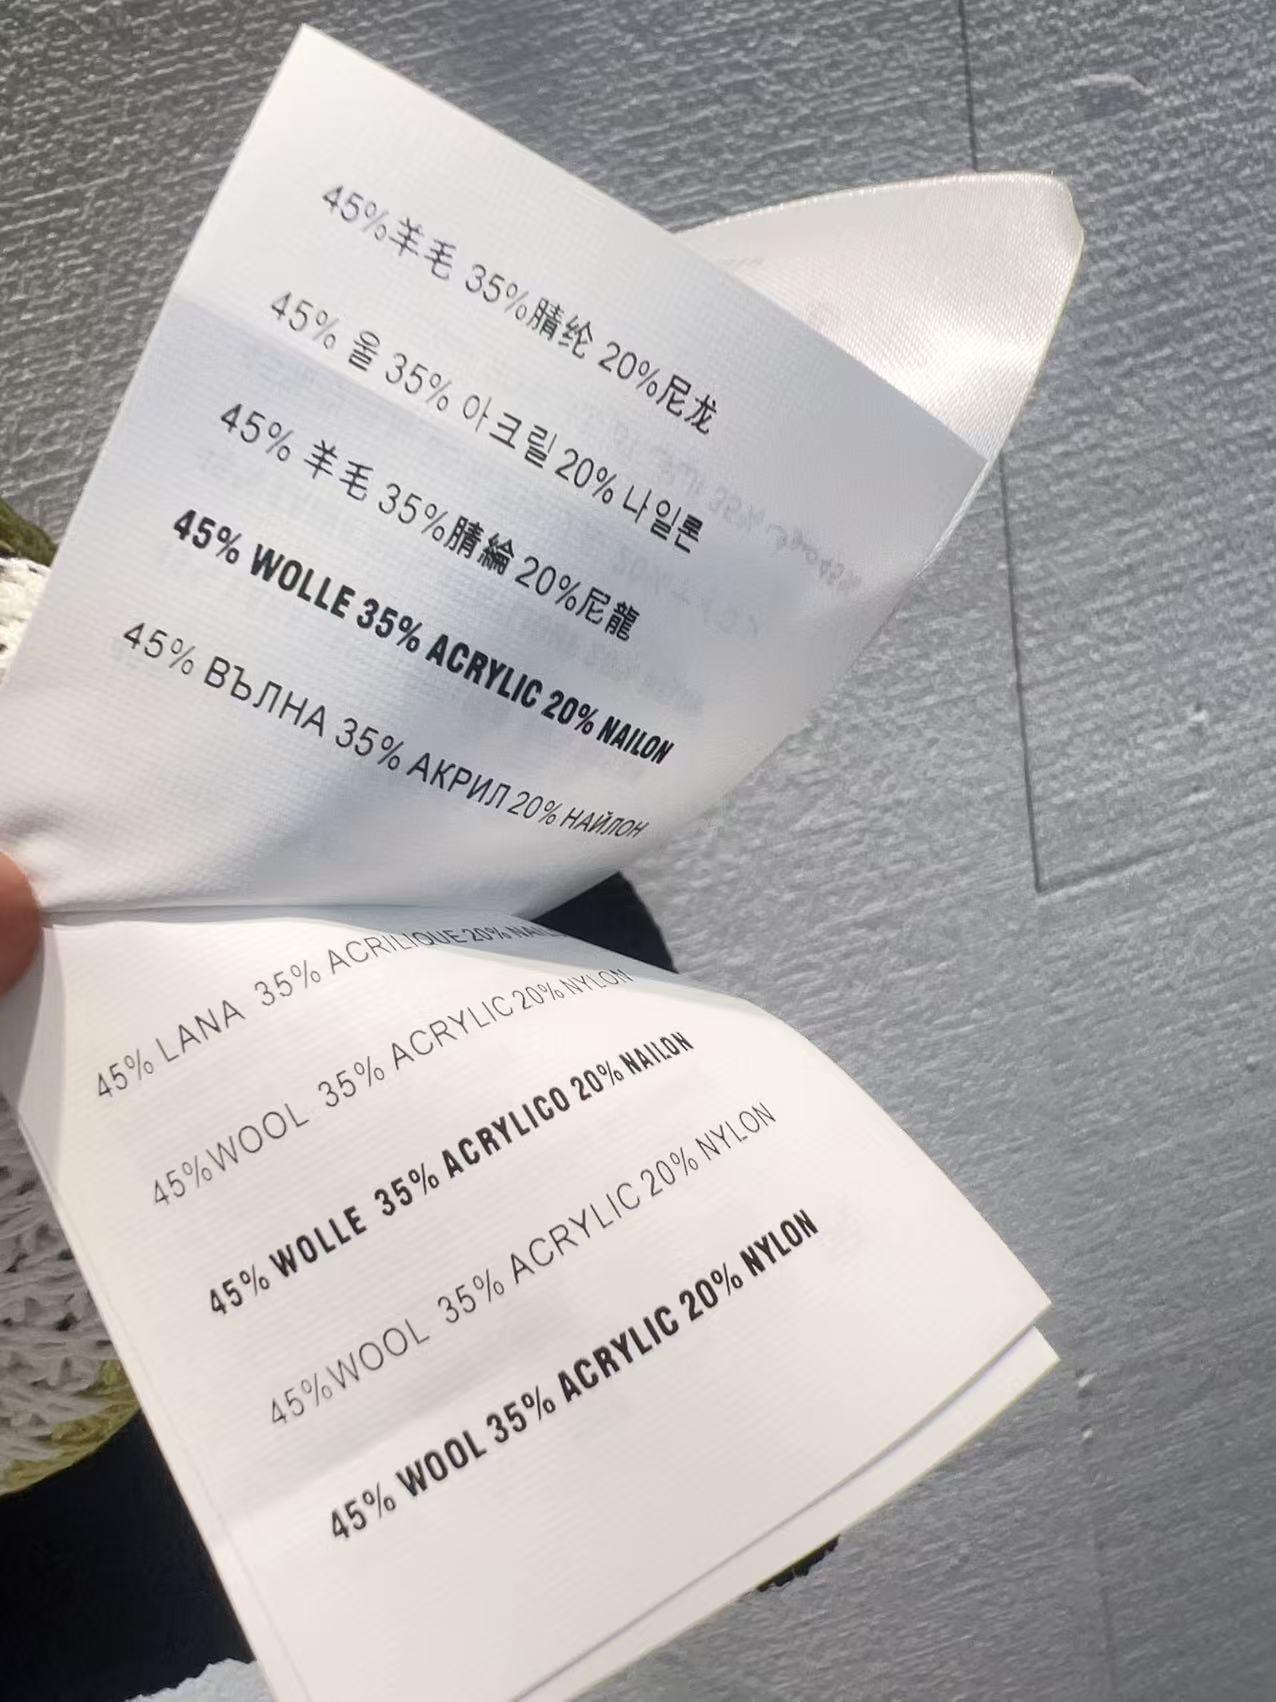 45%羊毛 35%腈纶 20%尼龙
45% 울 35% 아크릴 20% 나일론
45% 羊毛 35%腈綸 20%尼龍
45% WOLLE 35% ACRYLIC 20% NAILON
45% ВЪЛНА 35% АКРИЛ 20% НАЙЛОН
45% LANA 35% ACRILIQUE 20%
45%WOOL 35% ACRYLIC 20% NYLON
45% WOLLE 35% ACRYLICO 20% NAILON
45%WOOL 35% ACRYLIC 20% NYLON
45% WOOL 35% ACRYLIC 20% NYLON